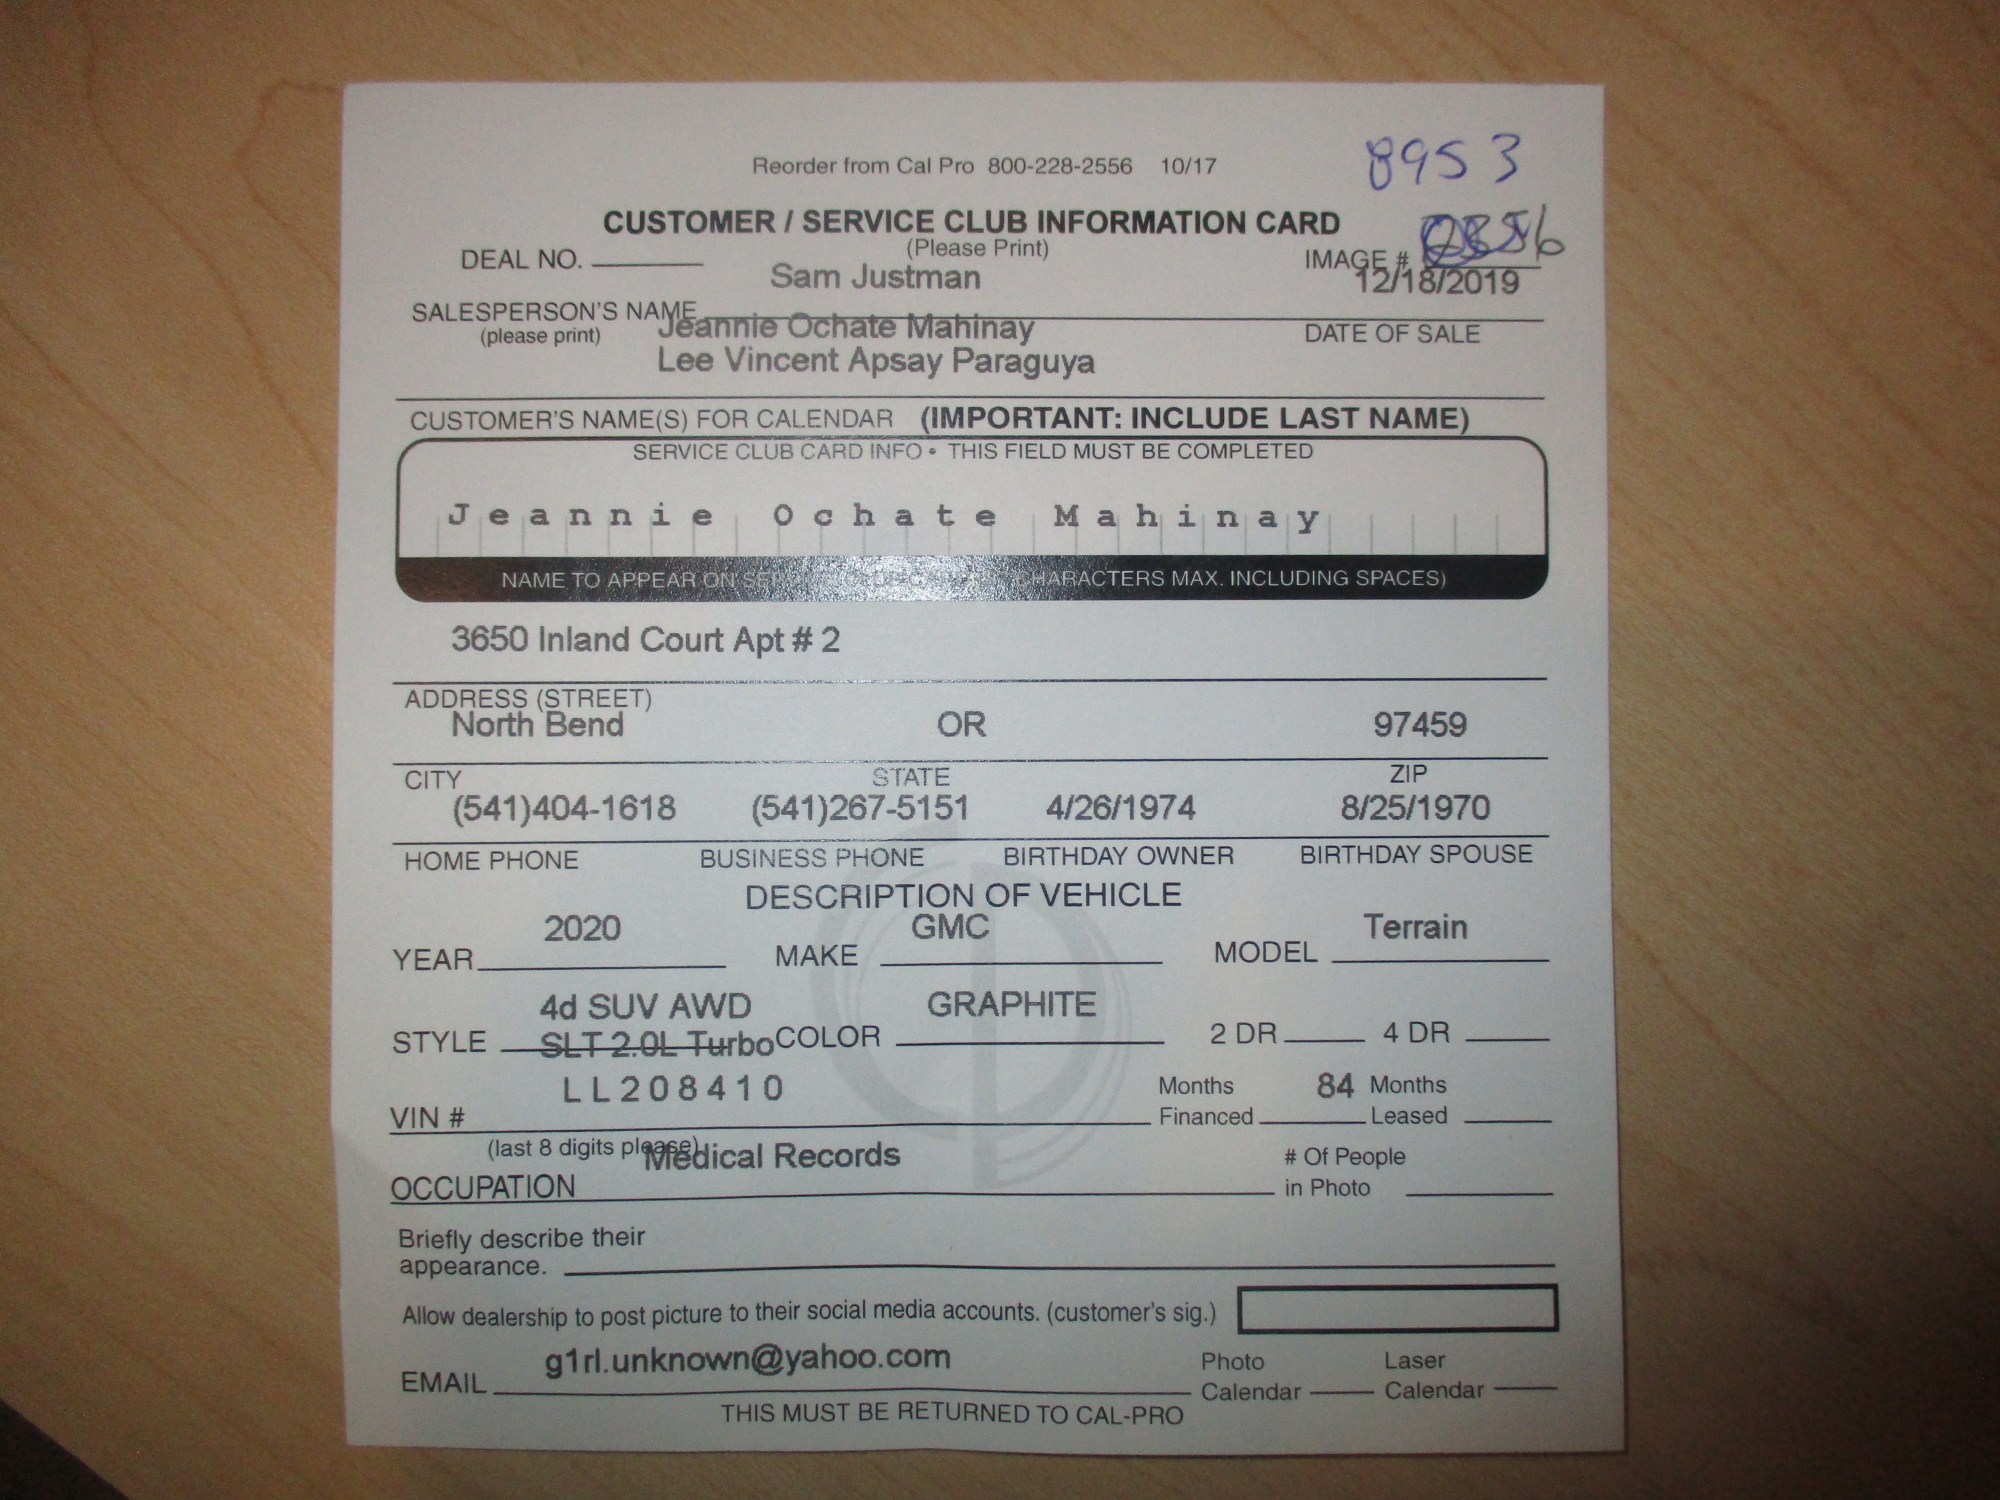 8953
Reorder from Cal Pro 800-228-2556 10/17
CUSTOMER / SERVICE CLUB INFORMATION CARD
(Please Print)
DEAL NO. IMAGE #
Sam Justman 12/18/2019
SALESPERSON'S NAME
(please print) DATE OF SALE
Jeannie Ochate Mahinay
Lee Vincent Apsay Paraguya
CUSTOMER'S NAME(S) FOR CALENDAR (IMPORTANT: INCLUDE LAST NAME)
SERVICE CLUB CARD INFO • THIS FIELD MUST BE COMPLETED
Jeannie Ochate Mahinay
NAME TO APPEAR ON CHARACTERS MAX. INCLUDING SPACES)
3650 Inland Court Apt # 2
ADDRESS (STREET)
North Bend OR 97459
CITY STATE ZIP
(541)404-1618 (541)267-5151 4/26/1974 8/25/1970
HOME PHONE BUSINESS PHONE BIRTHDAY OWNER BIRTHDAY SPOUSE
DESCRIPTION OF VEHICLE
2020 GMC Terrain
YEAR MAKE MODEL
4d SUV AWD GRAPHITE
STYLE SLT 2.0L Turbo COLOR 2 DR 4 DR
LL208410 Months 84 Months
VIN # Financed Leased
(last 8 digits please) Medical Records # Of People
OCCUPATION in Photo
Briefly describe their
appearance.
Allow dealership to post picture to their social media accounts. (customer's sig.)
g1rl.unknown@yahoo.com Photo Laser
EMAIL Calendar Calendar
THIS MUST BE RETURNED TO CAL-PRO